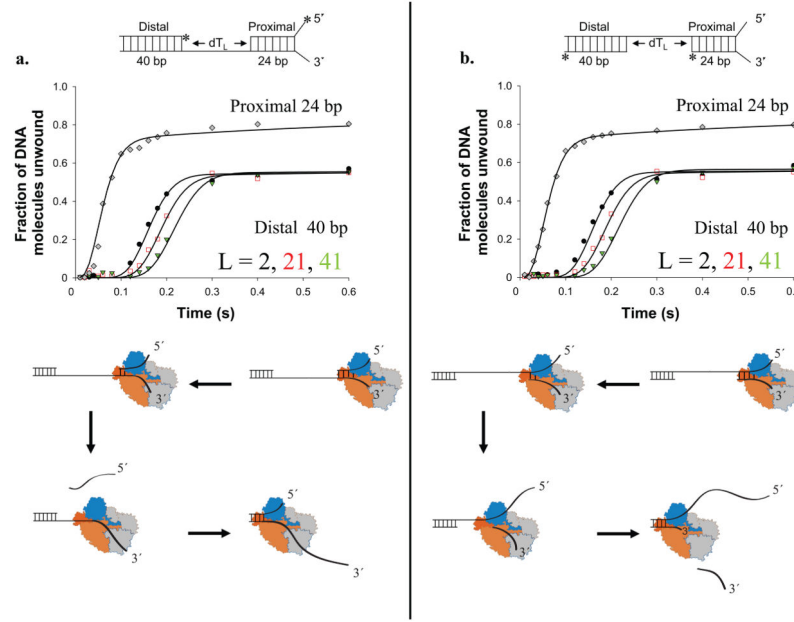 Distal
Proximal
5´
*
*
a.
dT_L
40 bp
24 bp
3´
1.0
0.8
0.6
0.4
0.2
0
Fraction of DNA
molecules unwound
Proximal 24 bp
Distal 40 bp
L = 2, 21, 41
0
0.1
0.2
0.3
0.4
0.5
0.6
Time (s)
5´
3´
5´
3´
5´
3´
5´
3´
Distal
Proximal
5´
b.
dT_L
*
40 bp
*
24 bp
3´
1.0
0.8
0.6
0.4
0.2
0.0
Fraction of DNA
molecules unwound
Proximal 24 bp
Distal 40 bp
L = 2, 21, 41
0
0.1
0.2
0.3
0.4
0.5
0.6
Time (s)
5´
3´
5´
3´
5´
3´
5´
3´
3´